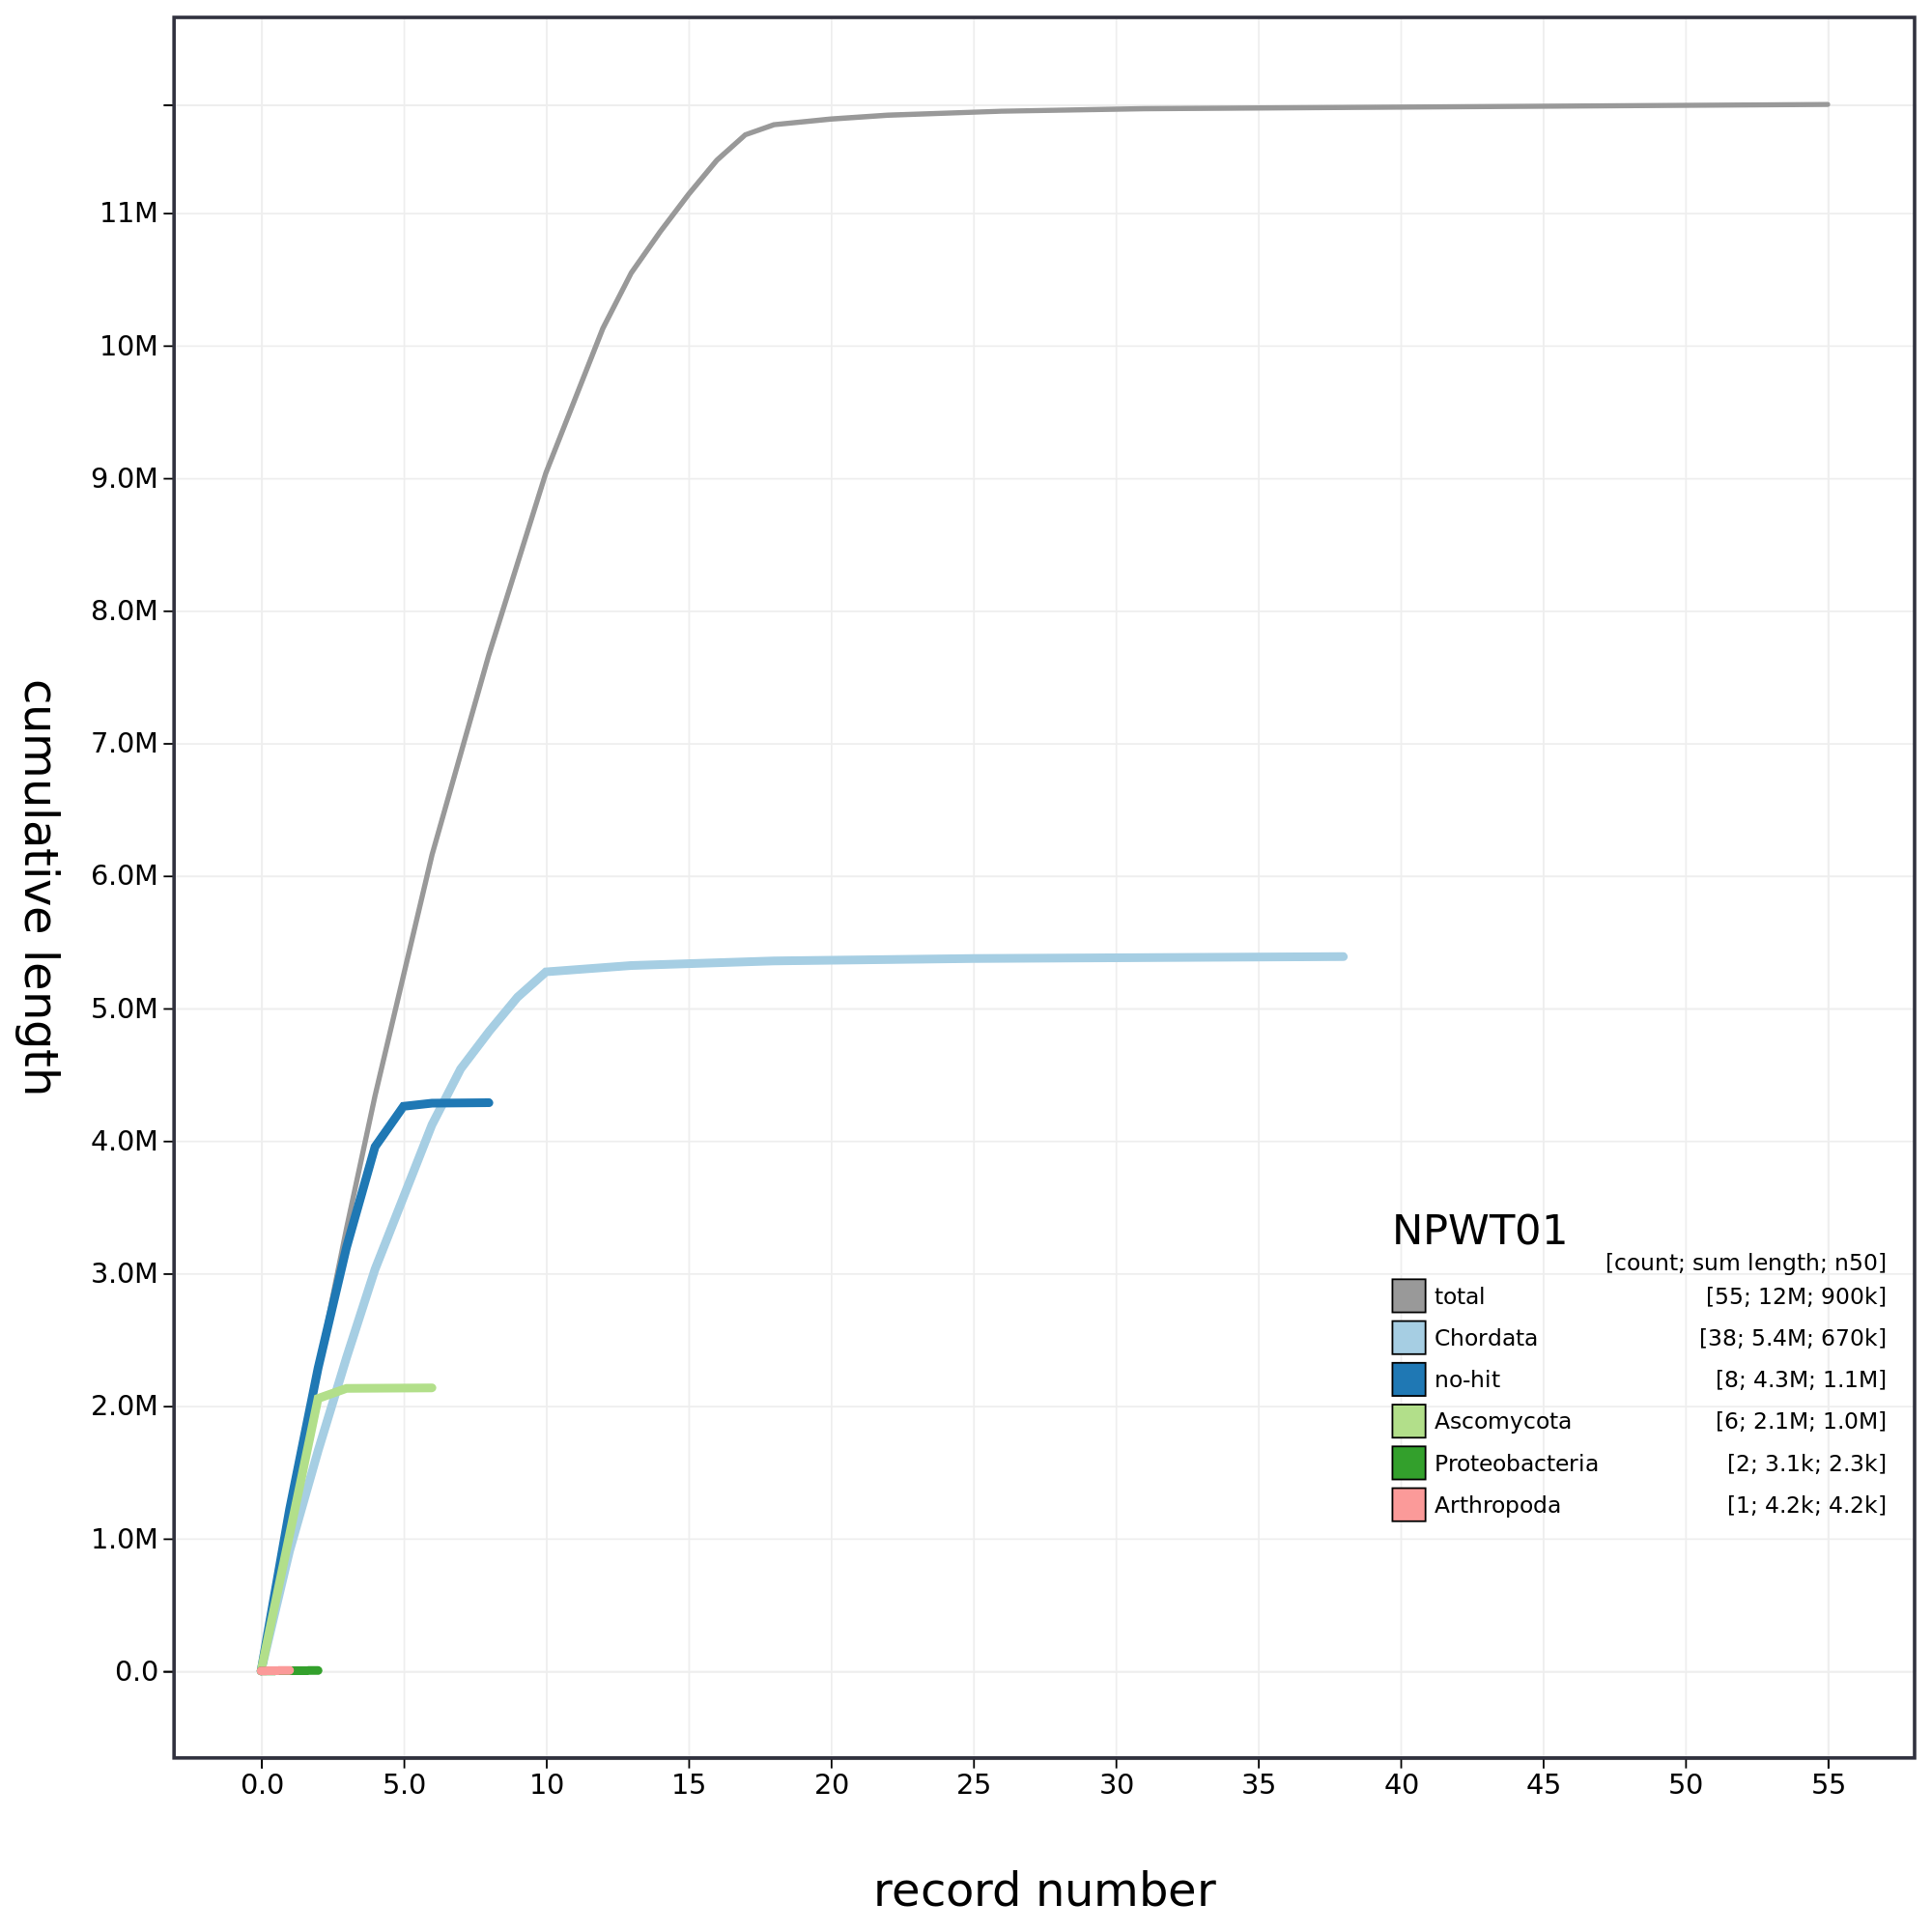 11M
10M
9.0M
8.0M
7.0M
6.0M
5.0M
4.0M
3.0M
2.0M
1.0M
0.0
cumulative length
NPWT01
[count; sum length; n50]
total [55; 12M; 900k]
Chordata [38; 5.4M; 670k]
no-hit [8; 4.3M; 1.1M]
Ascomycota [6; 2.1M; 1.0M]
Proteobacteria [2; 3.1k; 2.3k]
Arthropoda [1; 4.2k; 4.2k]
0.0 5.0 10 15 20 25 30 35 40 45 50 55
record number